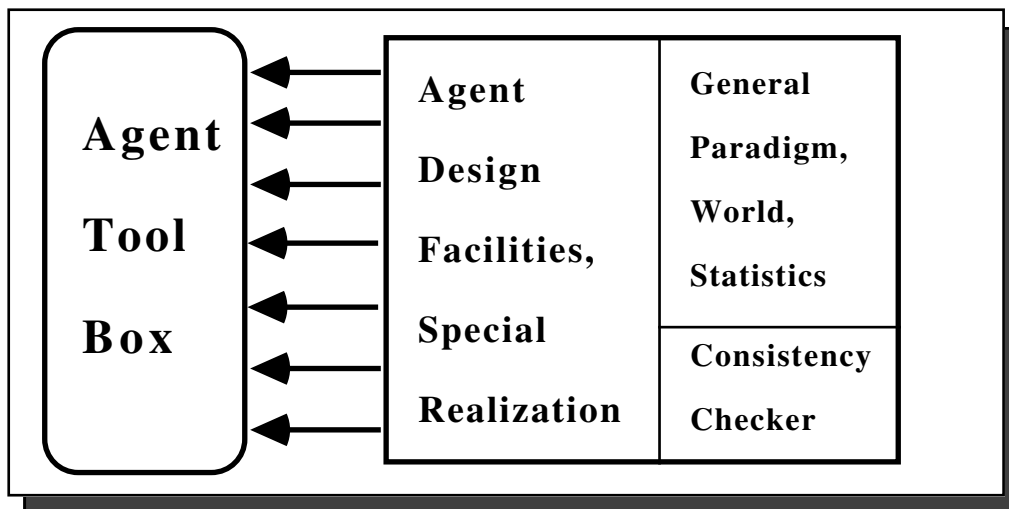 Agent
Tool
Box
Agent
Design
Facilities,
Special
Realization
General
Paradigm,
World,
Statistics
Consistency
Checker